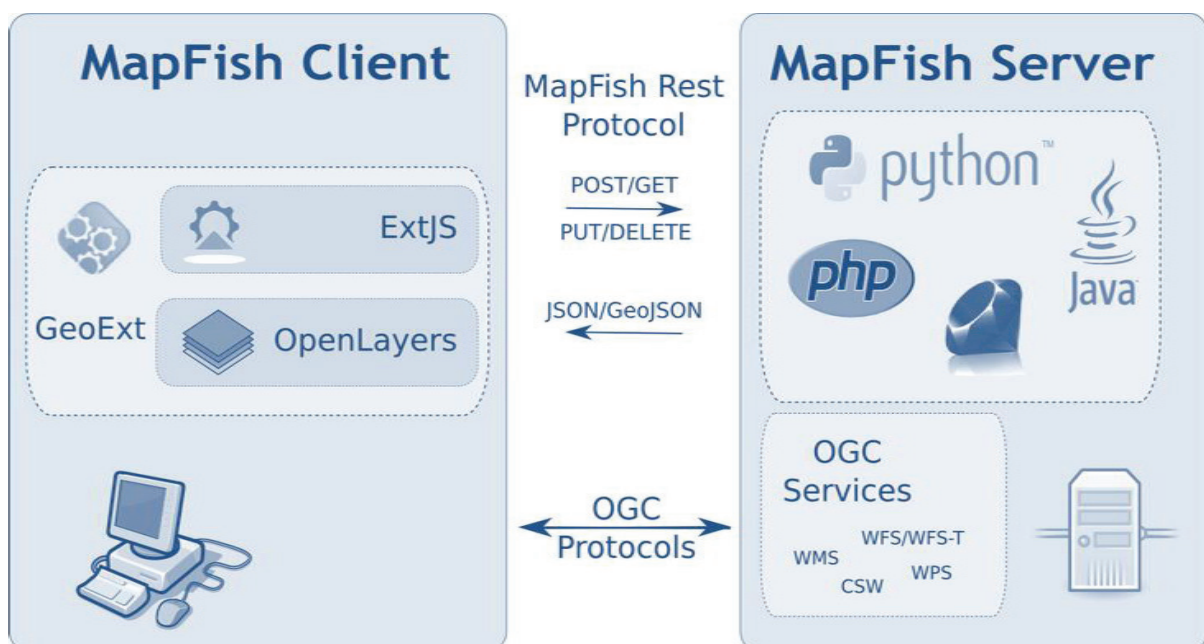 MapFish Client
GeoExt
ExtJS
OpenLayers
MapFish Rest
Protocol
POST/GET
PUT/DELETE
JSON/GeoJSON
OGC
Protocols
MapFish Server
python™
php
Java
OGC
Services
WFS/WFS-T
WMS
WPS
CSW